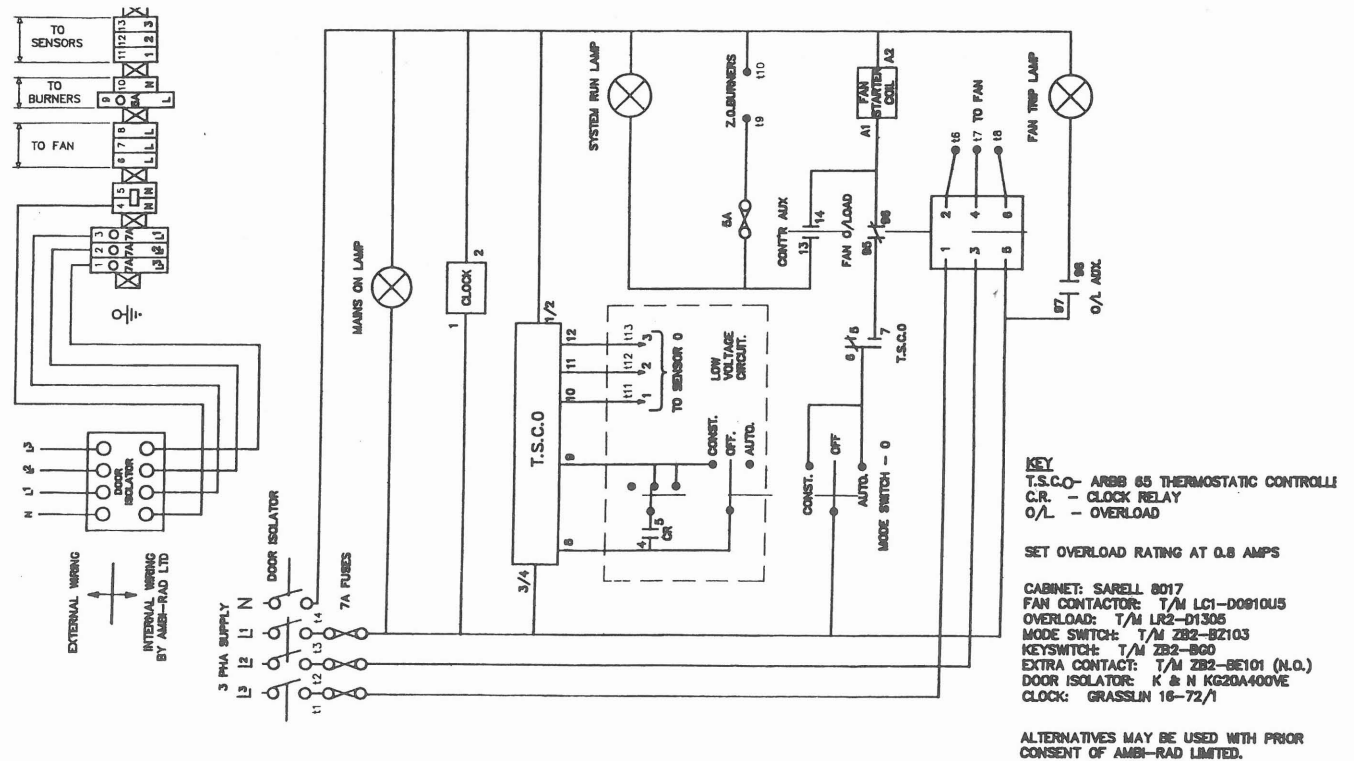 TO
SENSORS
13 3
12 2
11 1
TO
BURNERS
10 N
9 5A L
TO FAN
8 L
7 L
6 L
5 N
4 N
3 7A L1
2 7A L2
1 7A L3
L3
L2
L1
N
DOOR
ISOLATOR
EXTERNAL WIRING
INTERNAL WIRING
BY AMBI-RAD LTD
3 PHA SUPPLY
DOOR ISOLATOR
7A FUSES
N
L1
L2
L3
t4
t3
t2
t1
MAINS ON LAMP
CLOCK
1
2
T.S.C.O
1/2
3/4
12
11
10
9
8
t13
t12
t11
3
2
1
TO SENSOR 0
LOW
VOLTAGE
CIRCUIT.
CONST.
OFF.
AUTO.
4
5
CR
SYSTEM RUN LAMP
Z.O.BURNERS
t10
t9
5A
CONT'R AUX
13
14
FAN O/LOAD
95
96
FAN
STARTER
COIL
A1
A2
6
5
7
T.S.C.O
CONST.
OFF
AUTO.
MODE SWITCH - 0
TO FAN
t6
t7
t8
2
4
6
1
3
5
FAN TRIP LAMP
97
98
O/L AUX.
KEY
T.S.C.O- ARBB 65 THERMOSTATIC CONTROLLE
C.R. - CLOCK RELAY
O/L - OVERLOAD
SET OVERLOAD RATING AT 0.8 AMPS
CABINET: SARELL 8017
FAN CONTACTOR: T/M LC1-D0910U5
OVERLOAD: T/M LR2-D1305
MODE SWITCH: T/M ZB2-BZ103
KEYSWITCH: T/M ZB2-BG0
EXTRA CONTACT: T/M ZB2-BE101 (N.O.)
DOOR ISOLATOR: K & N KG20A400VE
CLOCK: GRASSLIN 16-72/1
ALTERNATIVES MAY BE USED WITH PRIOR
CONSENT OF AMBI-RAD LIMITED.